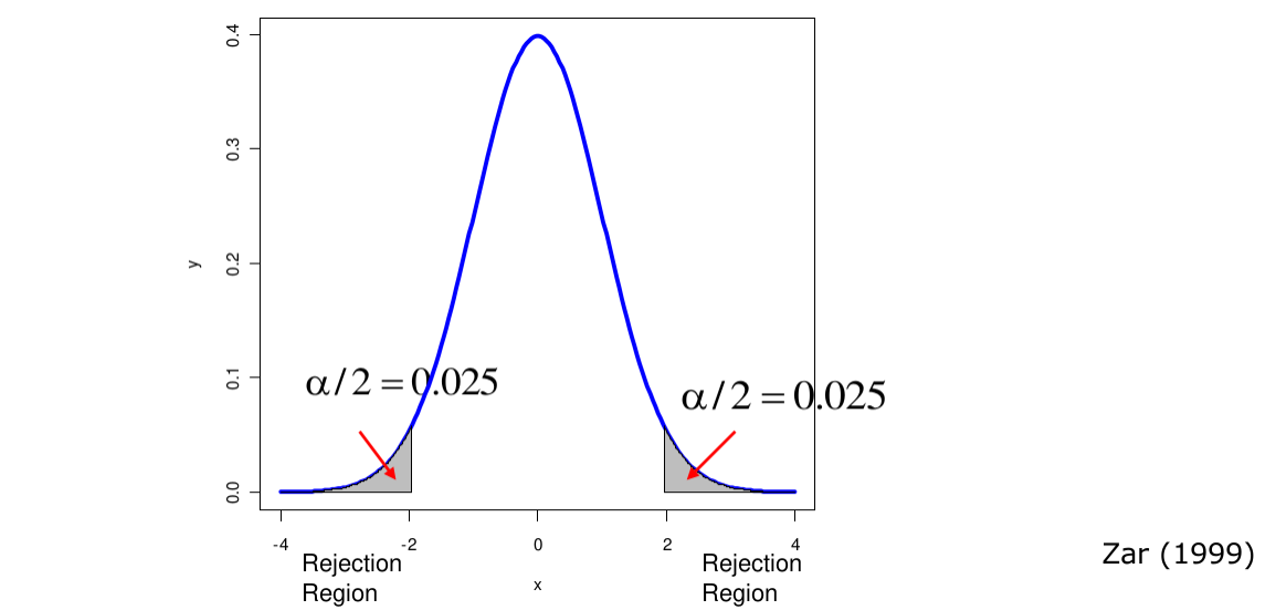 0.4
0.3
0.2
0.1
0.0
y
α/2=0.025
α/2=0.025
-4 -2 0 2 4
Rejection Region
Rejection Region
x
Zar (1999)